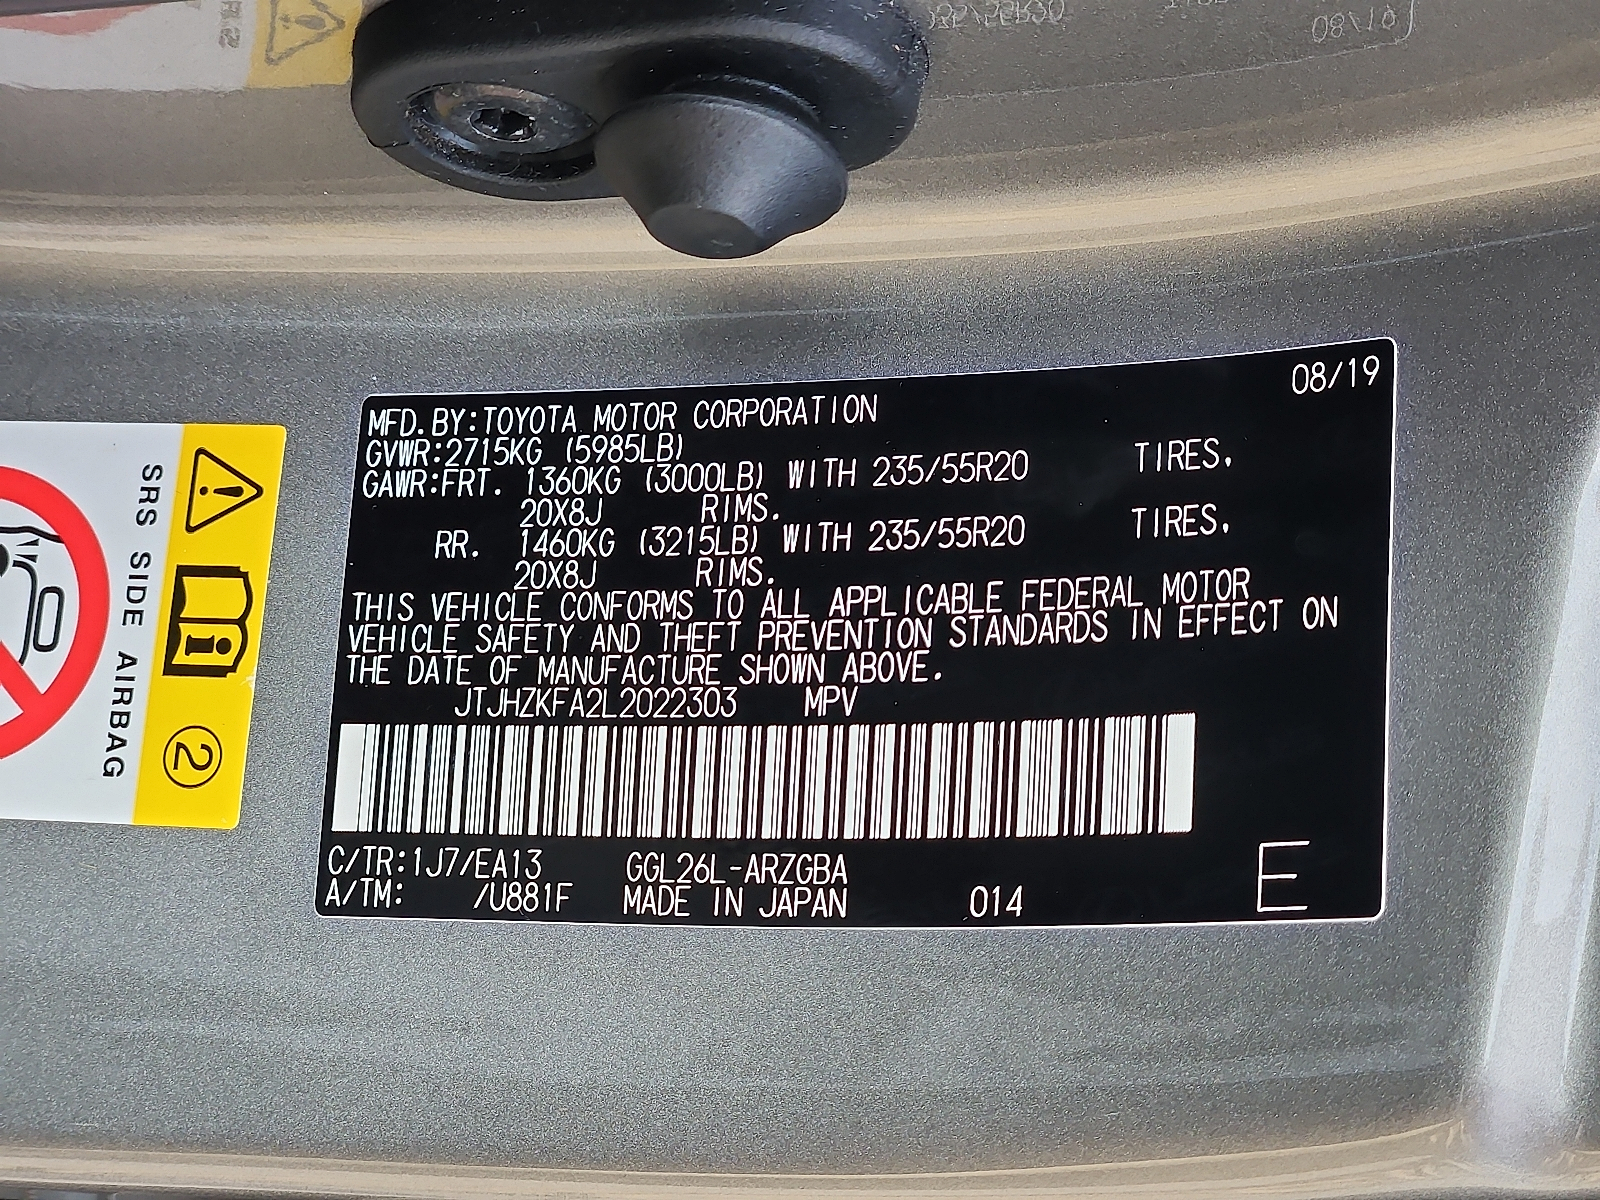 08/19
MFD. BY:TOYOTA MOTOR CORPORATION
GVWR:2715KG (5985LB)
GAWR:FRT. 1360KG (3000LB) WITH 235/55R20 TIRES.
20X8J RIMS.
RR. 1460KG (3215LB) WITH 235/55R20 TIRES.
20X8J RIMS.
THIS VEHICLE CONFORMS TO ALL APPLICABLE FEDERAL MOTOR
VEHICLE SAFETY AND THEFT PREVENTION STANDARDS IN EFFECT ON
THE DATE OF MANUFACTURE SHOWN ABOVE.
JTJHZKFA2L2022303 MPV
C/TR:1J7/EA13 GGL26L-ARZGBA
A/TM: /U881F MADE IN JAPAN 014 E
SRS SIDE AIRBAG
2